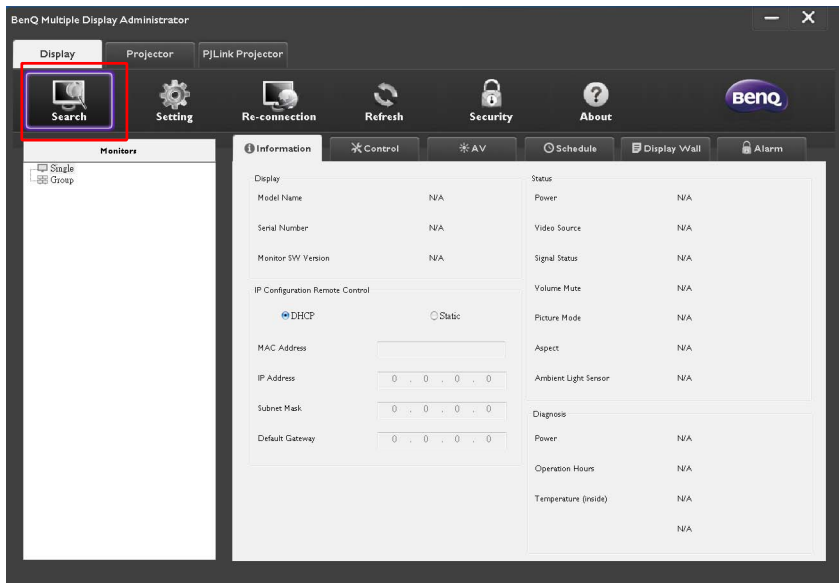 BenQ Multiple Display Administrator
Display
Projector
PJLink Projector
Search
Setting
Re-connection
Refresh
Security
About
BenQ
Monitors
Single
Group
Information
Control
AV
Schedule
Display Wall
Alarm
Display
Model Name N/A
Serial Number N/A
Monitor SW Version N/A
IP Configuration Remote Control
DHCP Static
MAC Address
IP Address 0 . 0 . 0 . 0
Subnet Mask 0 . 0 . 0 . 0
Default Gateway 0 . 0 . 0 . 0
Status
Power N/A
Video Source N/A
Signal Status N/A
Volume Mute N/A
Picture Mode N/A
Aspect N/A
Ambient Light Sensor N/A
Diagnosis
Power N/A
Operation Hours N/A
Temperature (inside) N/A
N/A